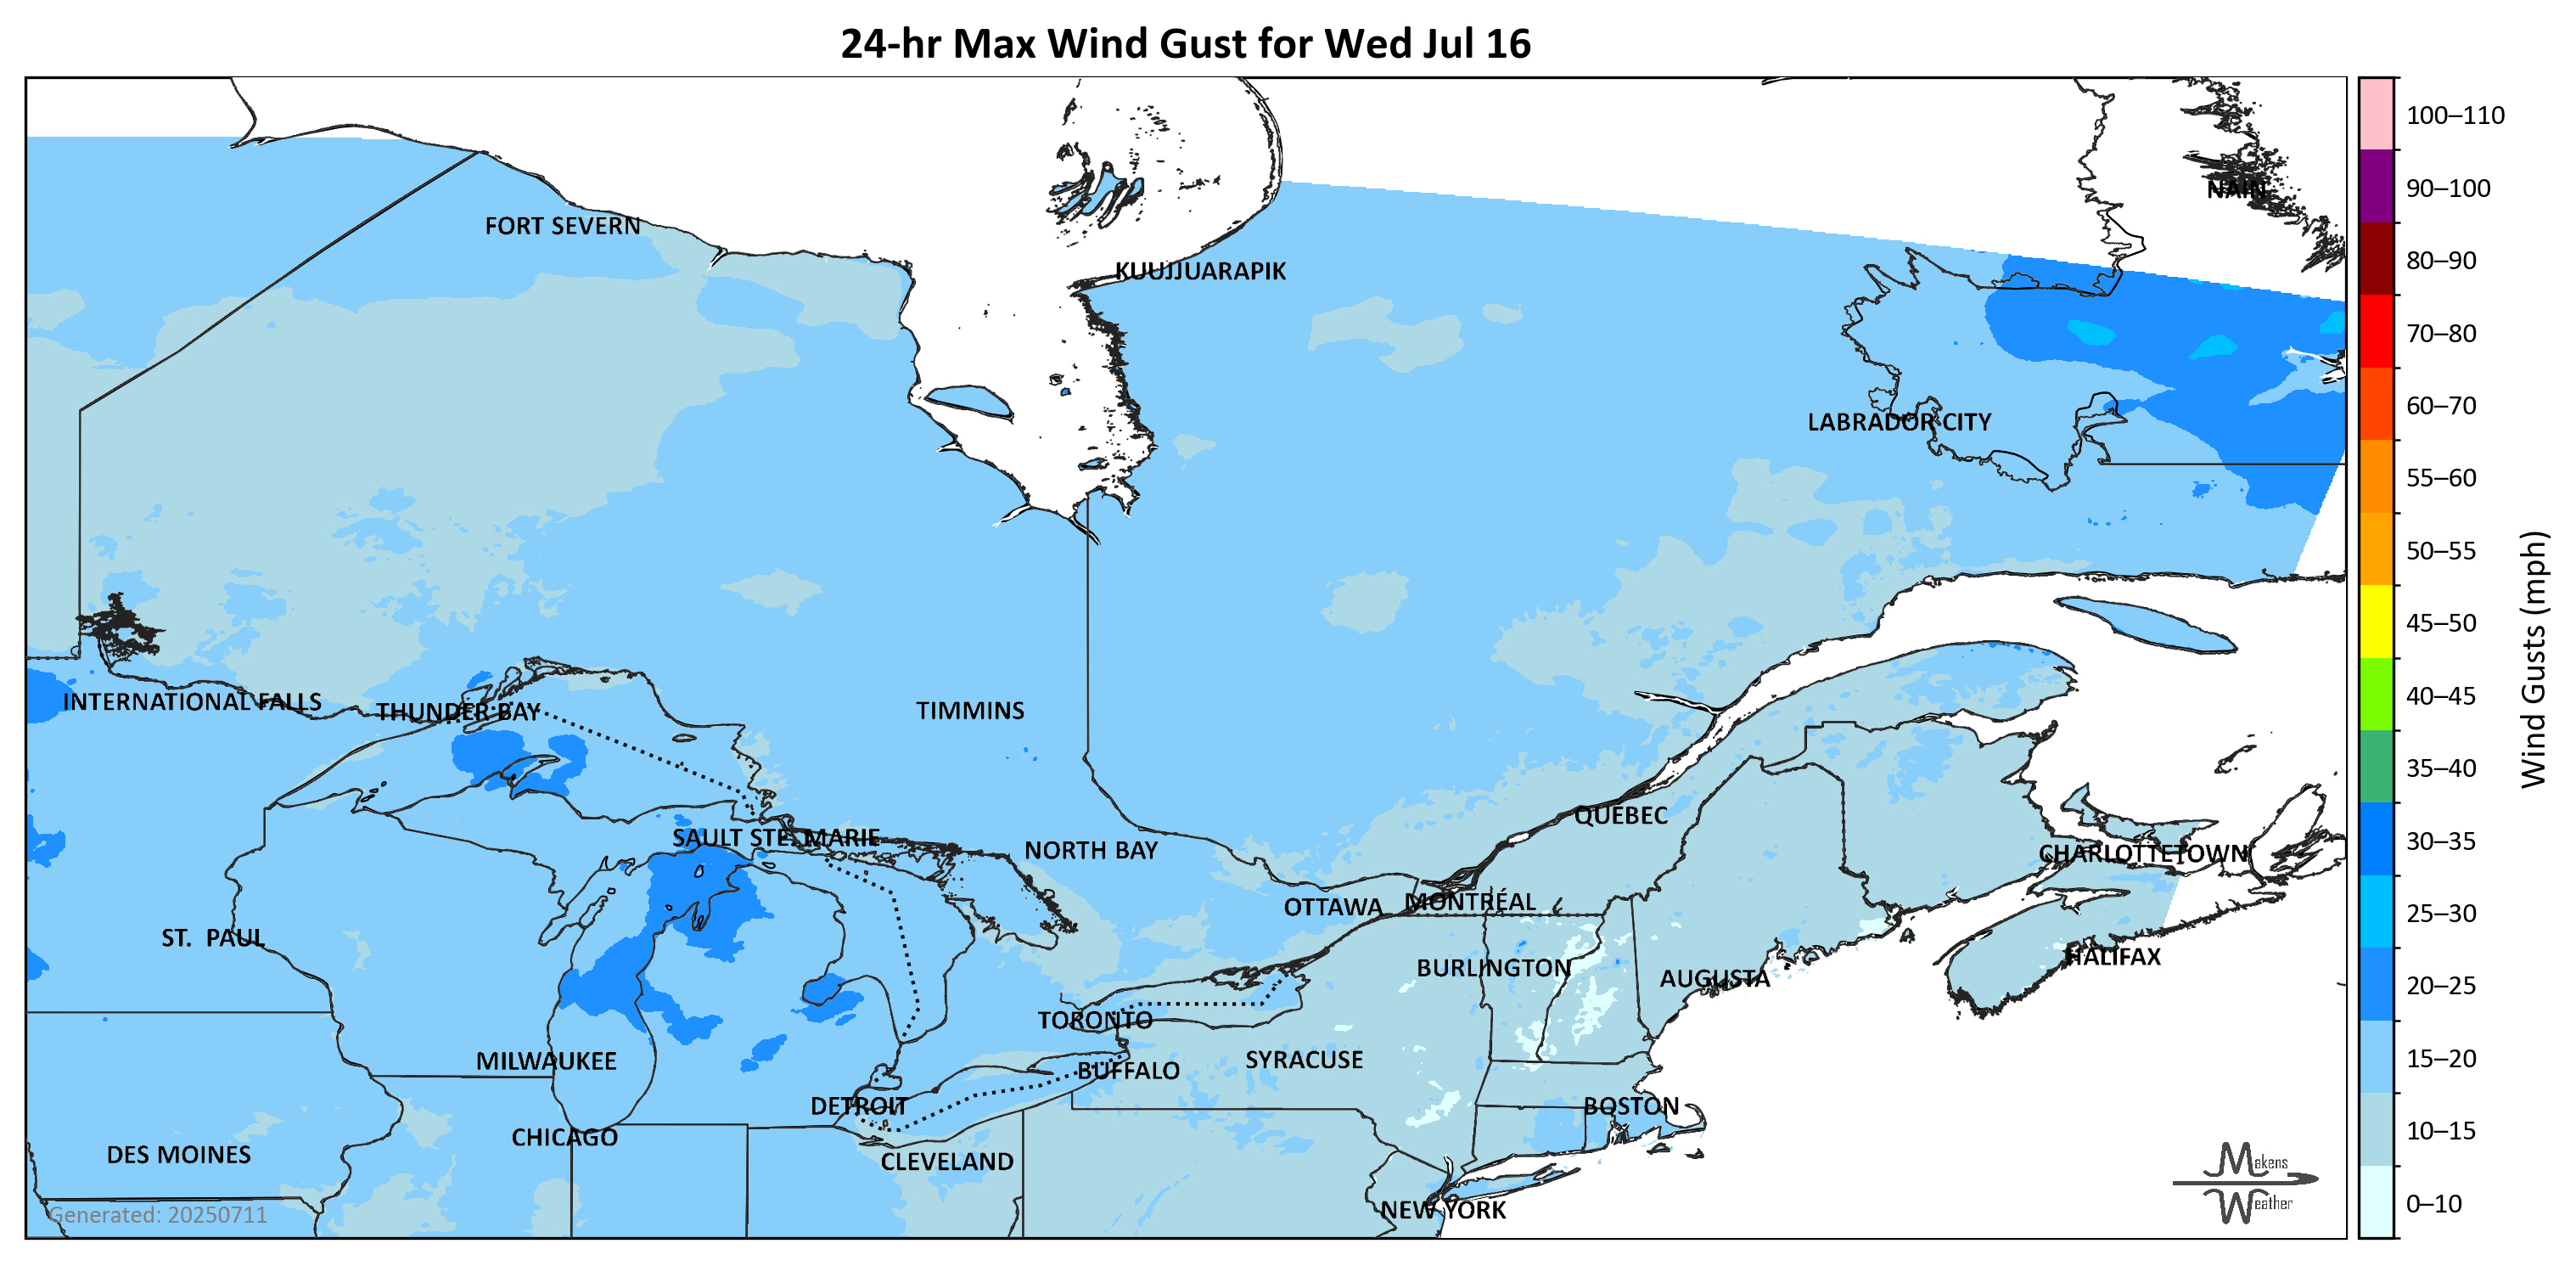 24-hr Max Wind Gust for Wed Jul 16
100–110
90–100
NAIN
FORT SEVERN
80–90
KUUJJUARAPIK
70–80
60–70
LABRADOR CITY
55–60
50–55
Wind Gusts (mph)
45–50
40–45
INTERNATIONAL FALLS
THUNDER BAY
TIMMINS
35–40
QUÉBEC
SAULT STE. MARIE
30–35
NORTH BAY
CHARLOTTETOWN
OTTAWA
MONTRÉAL
25–30
ST. PAUL
HALIFAX
BURLINGTON
AUGUSTA
20–25
TORONTO
MILWAUKEE
SYRACUSE
15–20
BUFFALO
DETROIT
BOSTON
10–15
CHICAGO
DES MOINES
CLEVELAND
Makens
Weather
0–10
NEW YORK
Generated: 20250711